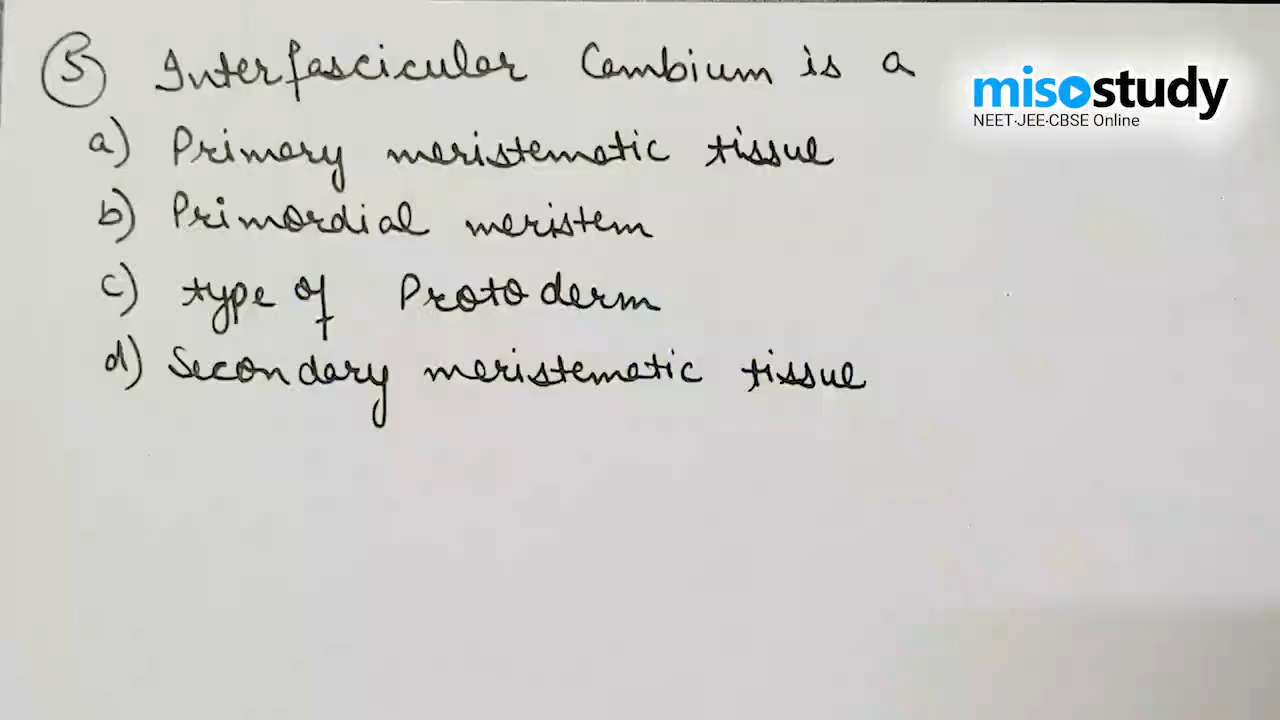 5 Interfascicular Cambium is a
misostudy
NEET-JEE-CBSE Online
a) Primary meristematic tissue
b) Primordial meristem
c) type of Protoderm
d) Secondary meristematic tissue